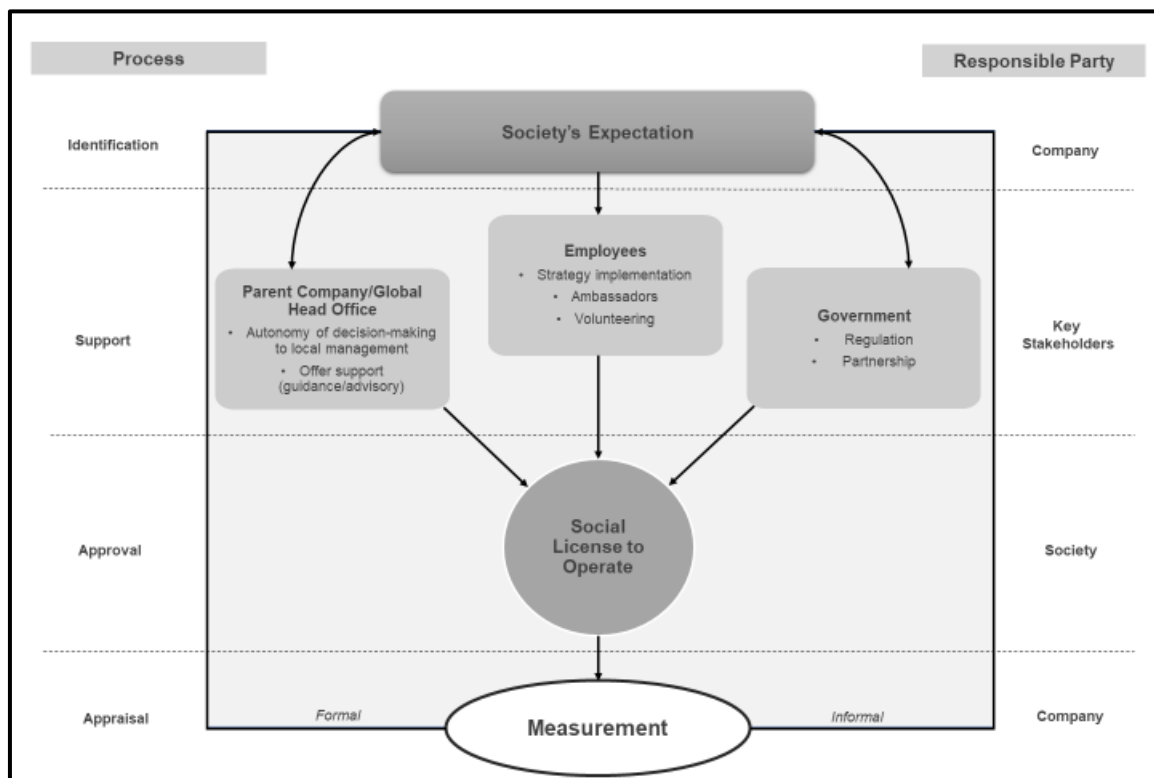 Process
Responsible Party
Society's Expectation
Identification
Company
Employees
• Strategy implementation
• Ambassadors
• Volunteering
Parent Company/Global
Head Office
• Autonomy of decision-making
to local management
• Offer support
(guidance/advisory)
Government
• Regulation
• Partnership
Support
Key
Stakeholders
Social
License to
Operate
Approval
Society
Appraisal
Formal
Measurement
Informal
Company